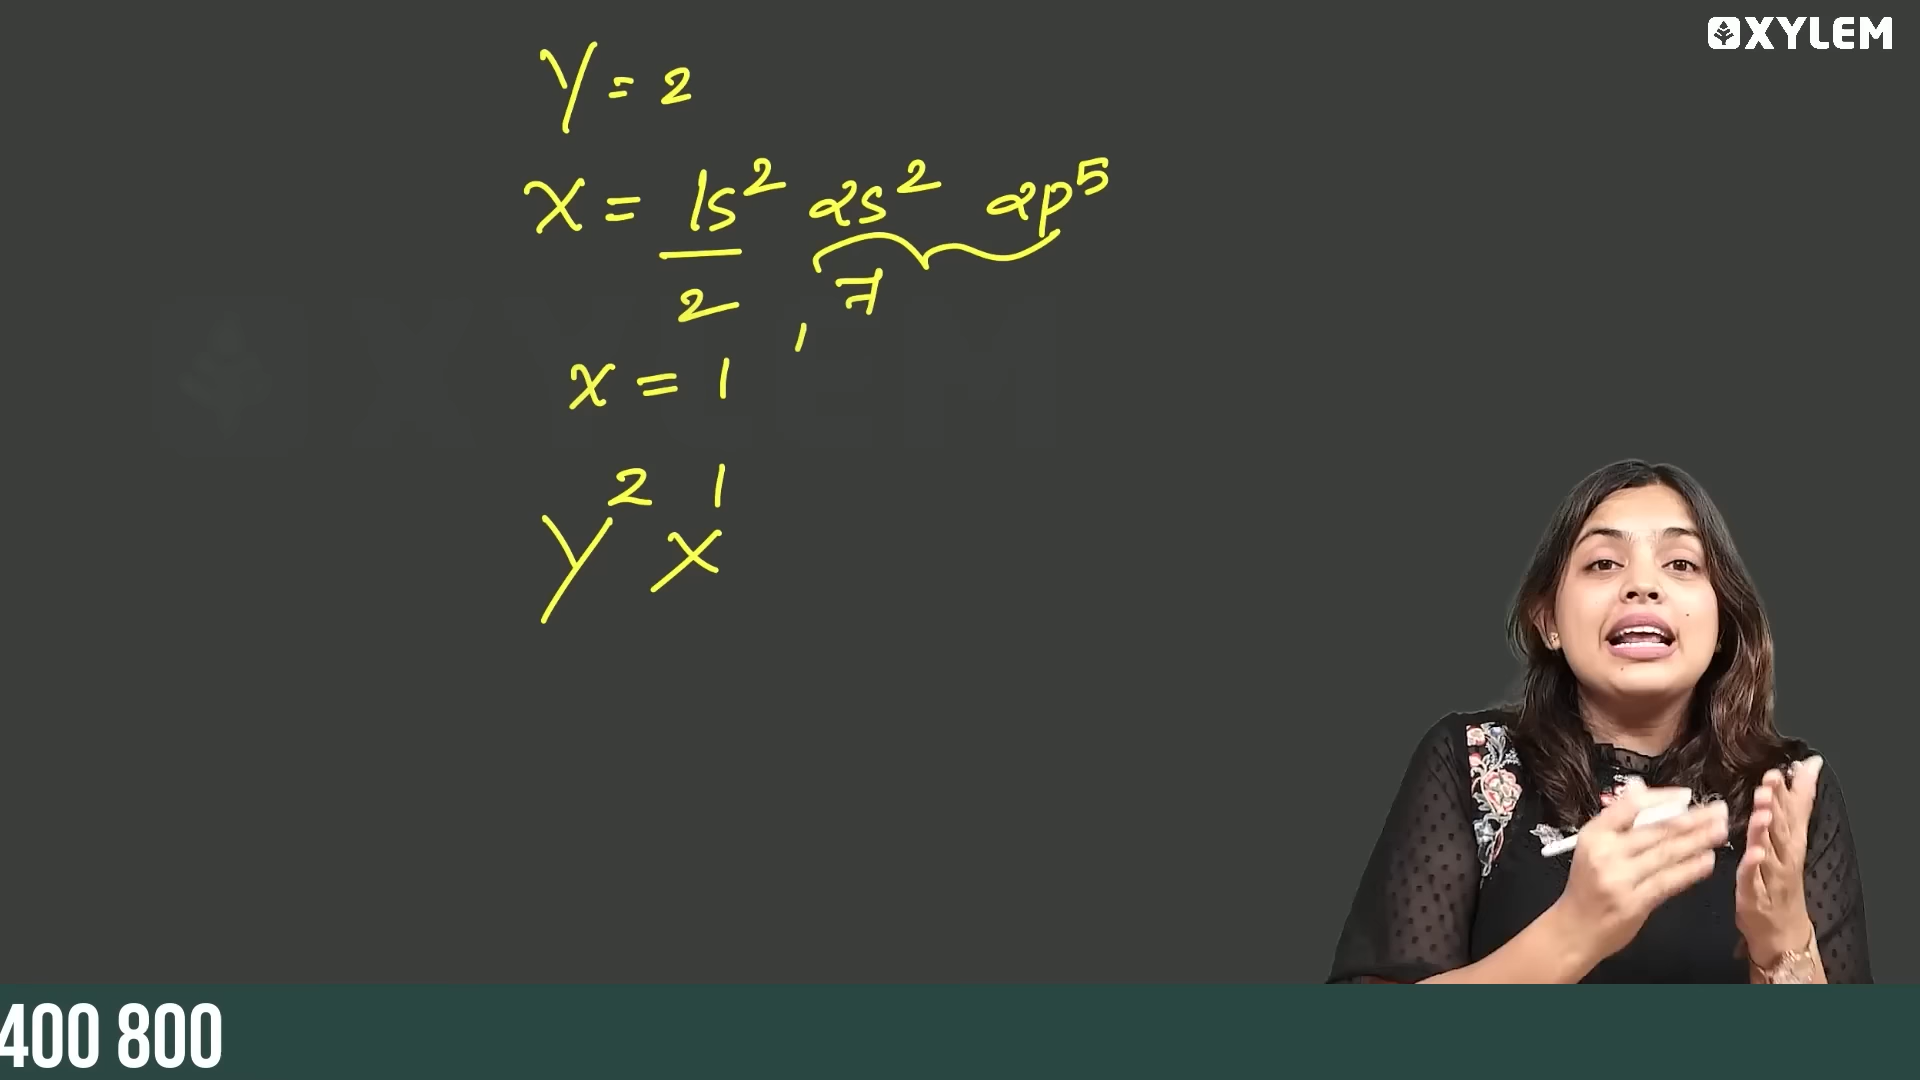 XYLEM
Y = 2
X = 1s² 2s² 2p⁵
2 , 7
x = 1
Y² X¹
400 800